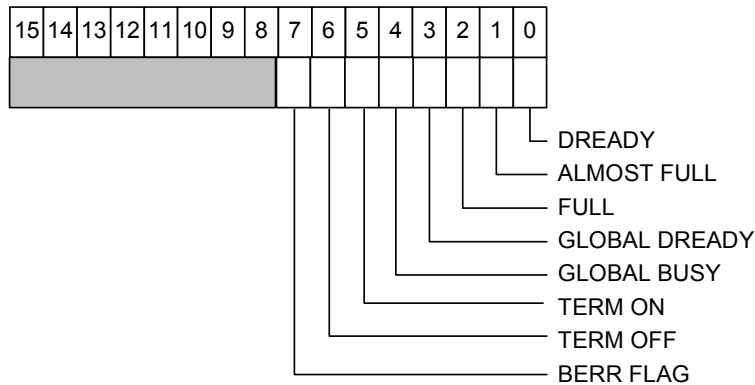 15 14 13 12 11 10 9 8 7 6 5 4 3 2 1 0
DREADY
ALMOST FULL
FULL
GLOBAL DREADY
GLOBAL BUSY
TERM ON
TERM OFF
BERR FLAG